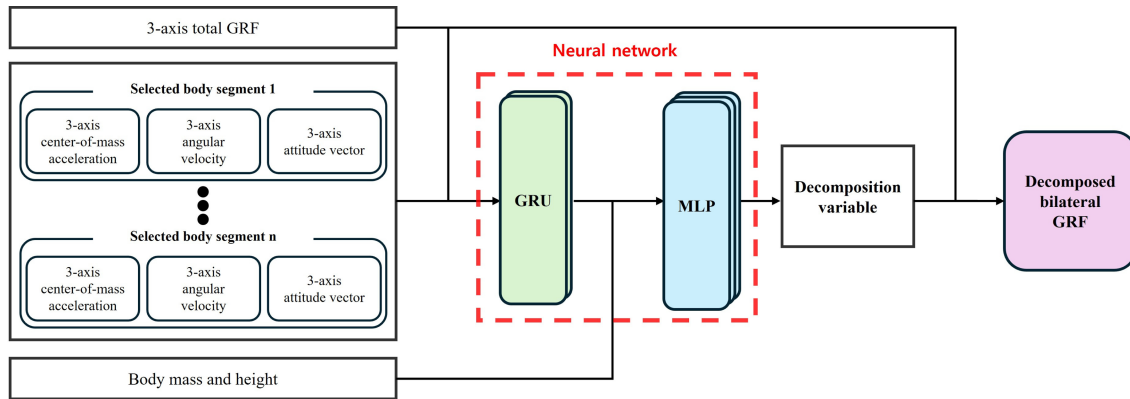 3-axis total GRF
Neural network
Selected body segment 1
3-axis
center-of-mass
acceleration
3-axis
angular
velocity
3-axis
attitude vector
Selected body segment n
3-axis
center-of-mass
acceleration
3-axis
angular
velocity
3-axis
attitude vector
Body mass and height
GRU
MLP
Decomposition
variable
Decomposed
bilateral
GRF